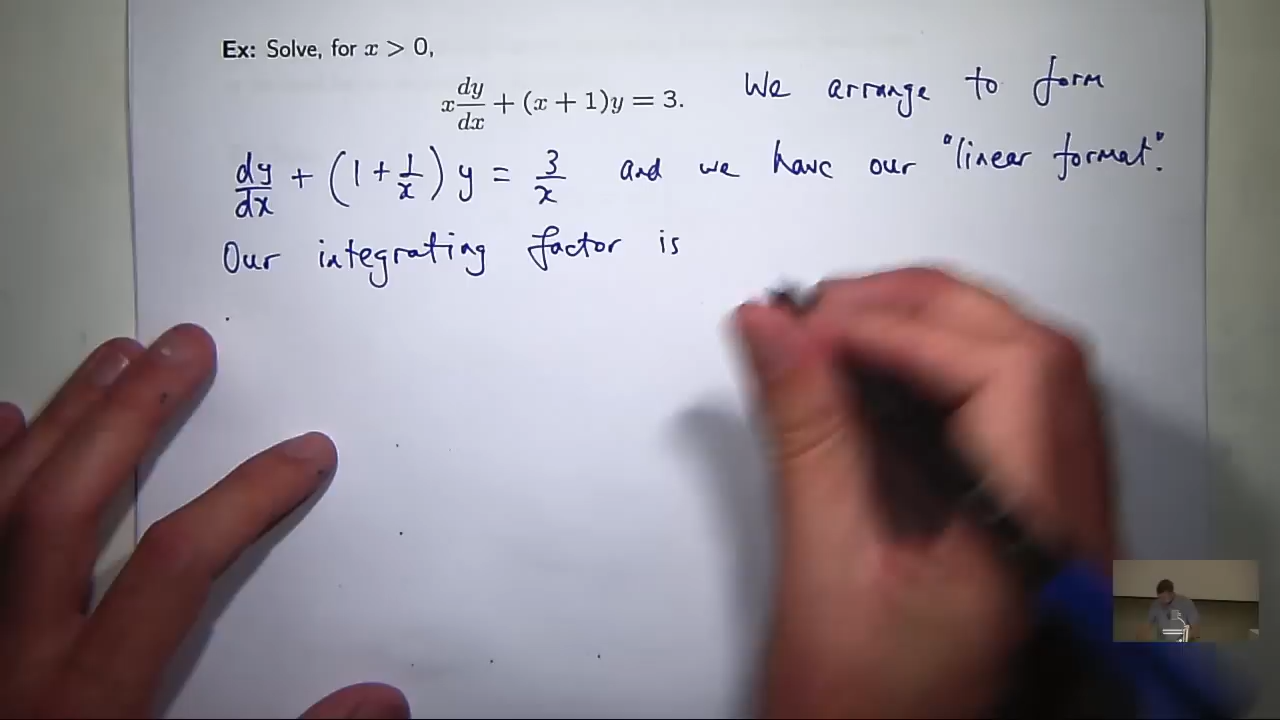 Ex: Solve, for x > 0,
x dy/dx + (x + 1)y = 3. We arrange to form
dy/dx + (1 + 1/x) y = 3/x and we have our "linear format".
Our integrating factor is